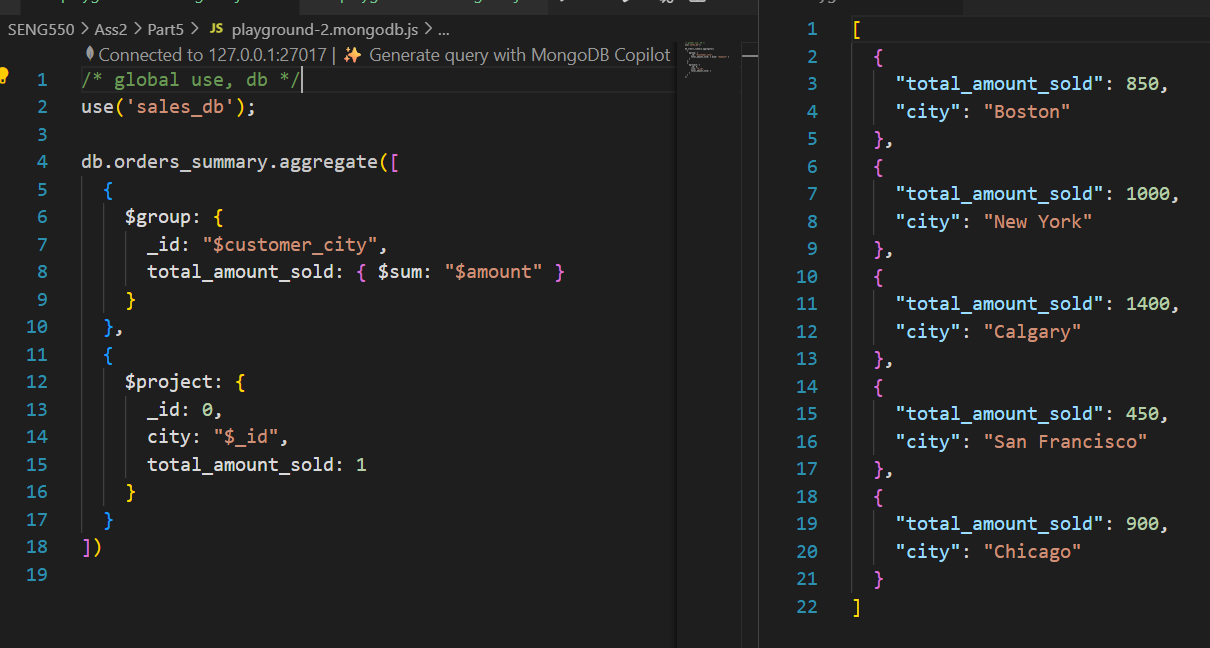 SENG550 > Ass2 > Part5 > JS playground-2.mongodb.js > ...
Connected to 127.0.0.1:27017 | ✨ Generate query with MongoDB Copilot
1 /* global use, db */
2 use('sales_db');
3
4 db.orders_summary.aggregate([
5   {
6     $group: {
7       _id: "$customer_city",
8       total_amount_sold: { $sum: "$amount" }
9     }
10   },
11   {
12     $project: {
13       _id: 0,
14       city: "$_id",
15       total_amount_sold: 1
16     }
17   }
18 ])
19
1 [
2   {
3     "total_amount_sold": 850,
4     "city": "Boston"
5   },
6   {
7     "total_amount_sold": 1000,
8     "city": "New York"
9   },
10   {
11     "total_amount_sold": 1400,
12     "city": "Calgary"
13   },
14   {
15     "total_amount_sold": 450,
16     "city": "San Francisco"
17   },
18   {
19     "total_amount_sold": 900,
20     "city": "Chicago"
21   }
22 ]